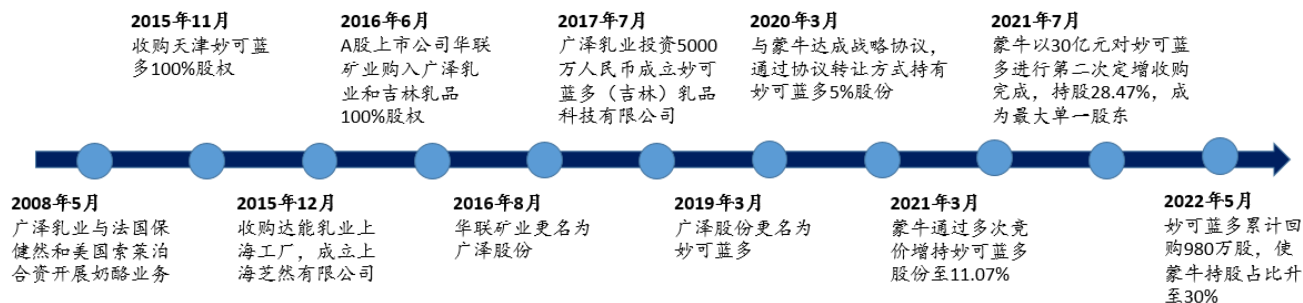 2015年11月
收购天津妙可蓝
多100%股权
2016年6月
A股上市公司华联
矿业购入广泽乳
业和吉林乳品
100%股权
2017年7月
广泽乳业投资5000
万人民币成立妙可
蓝多（吉林）乳品
科技有限公司
2020年3月
与蒙牛达成战略协议，
通过协议转让方式持有
妙可蓝多5%股份
2021年7月
蒙牛以30亿元对妙可蓝
多进行第二次定增收购
完成，持股28.47%，成
为最大单一股东
2008年5月
广泽乳业与法国保
健然和美国索莱泊
合资开展奶酪业务
2015年12月
收购达能乳业上
海工厂，成立上
海芝然有限公司
2016年8月
华联矿业更名为
广泽股份
2019年3月
广泽股份更名为
妙可蓝多
2021年3月
蒙牛通过多次竞
价增持妙可蓝多
股份至11.07%
2022年5月
妙可蓝多累计回
购980万股，使
蒙牛持股占比升
至30%